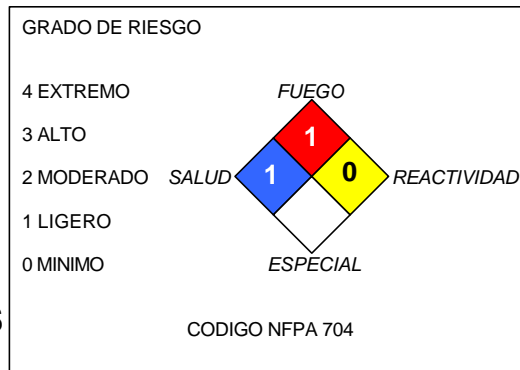 GRADO DE RIESGO
4 EXTREMO FUEGO
3 ALTO 1
2 MODERADO SALUD 1 0 REACTIVIDAD
1 LIGERO
0 MINIMO ESPECIAL
S
CODIGO NFPA 704